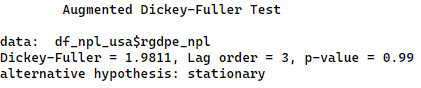 Augmented Dickey-Fuller Test
data:  df_npl_usa$rgdpe_npl
Dickey-Fuller = 1.9811, Lag order = 3, p-value = 0.99
alternative hypothesis: stationary